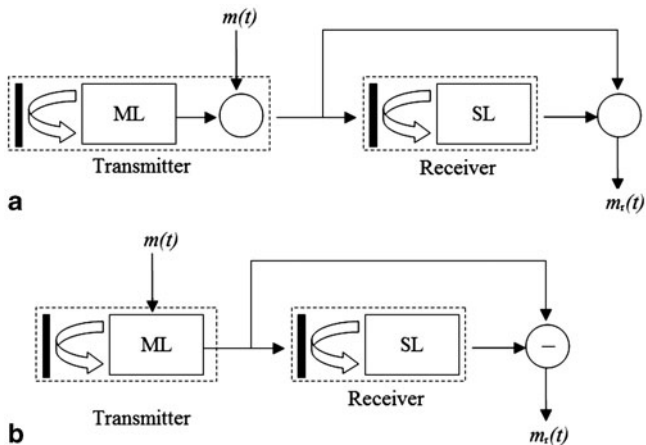 m(t)
ML
SL
Transmitter
Receiver
a
mr(t)
m(t)
ML
SL
−
Transmitter
Receiver
b
mr(t)